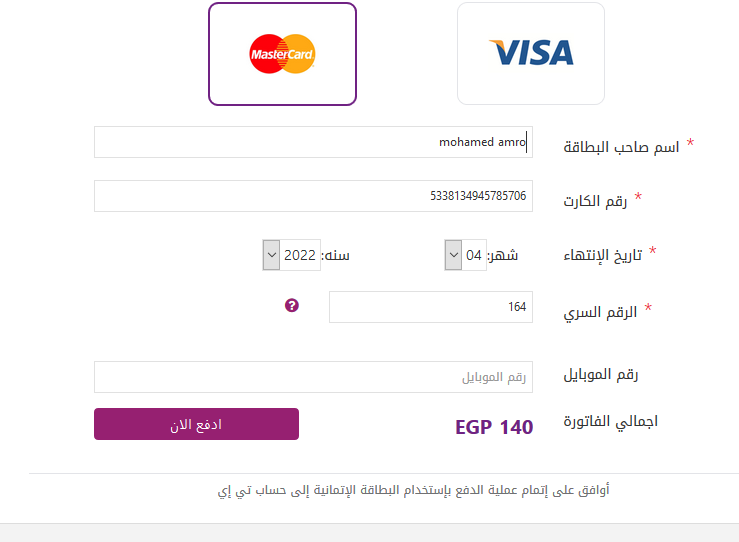 MasterCard VISA
* اسم صاحب البطاقة mohamed amro
* رقم الكارت 5338134945785706
* تاريخ الإنتهاء شهر: 04 سنه: 2022
* الرقم السري 164 ?
رقم الموبايل رقم الموبايل
اجمالي الفاتورة EGP 140 ادفع الان
أوافق على إتمام عملية الدفع بإستخدام البطاقة الإتمانية إلى حساب تي إي